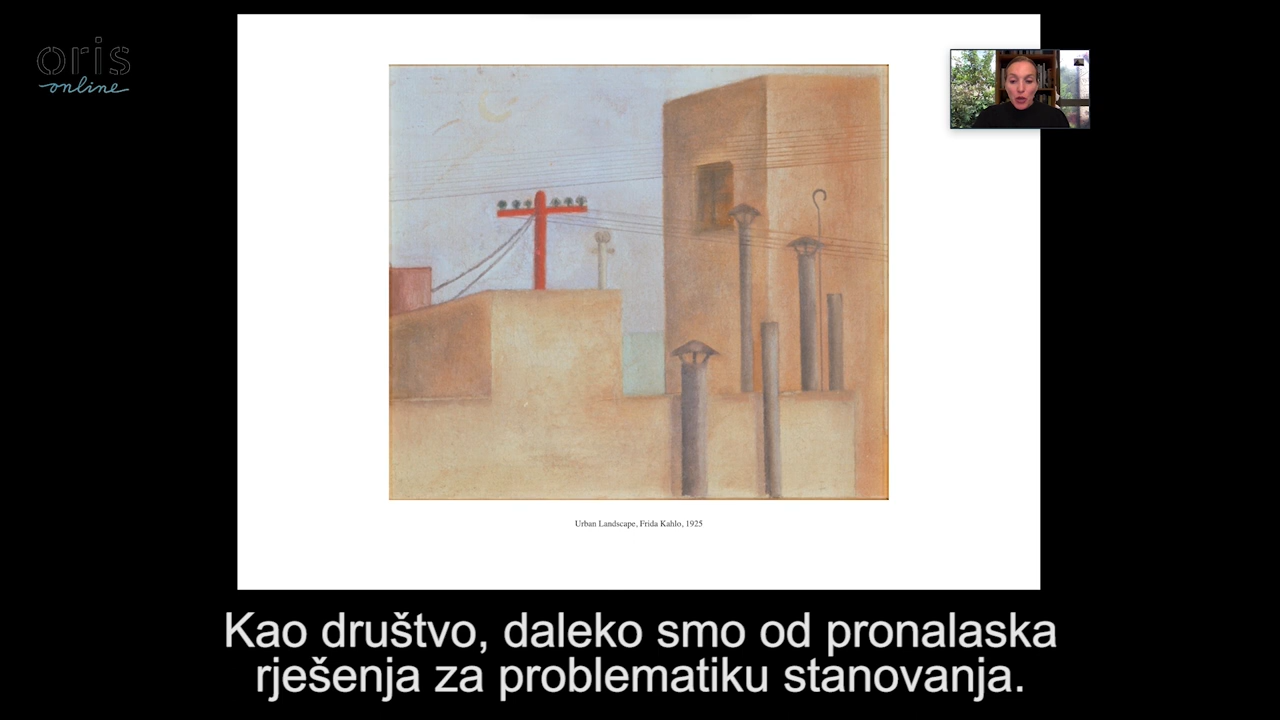 oris
online
Urban Landscape, Frida Kahlo, 1925
Kao društvo, daleko smo od pronalaska
rješenja za problematiku stanovanja.